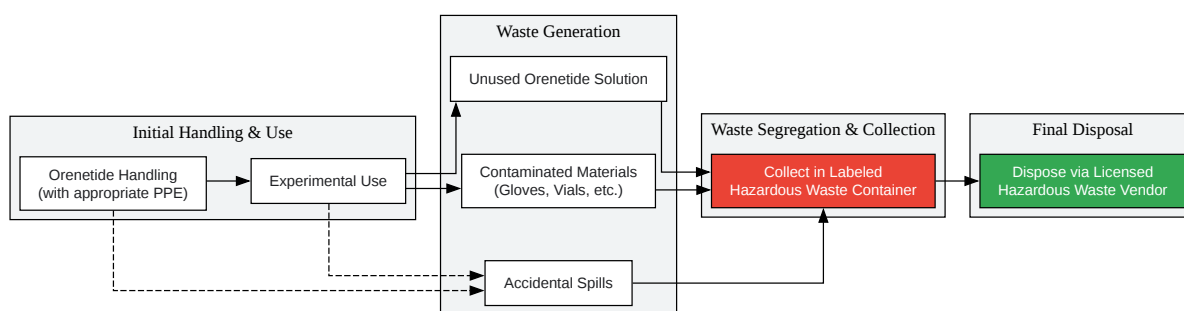 Waste Generation
Unused Orenetide Solution
Initial Handling & Use
Orenetide Handling
(with appropriate PPE)
Experimental Use
Contaminated Materials
(Gloves, Vials, etc.)
Accidental Spills
Waste Segregation & Collection
Collect in Labeled
Hazardous Waste Container
Final Disposal
Dispose via Licensed
Hazardous Waste Vendor